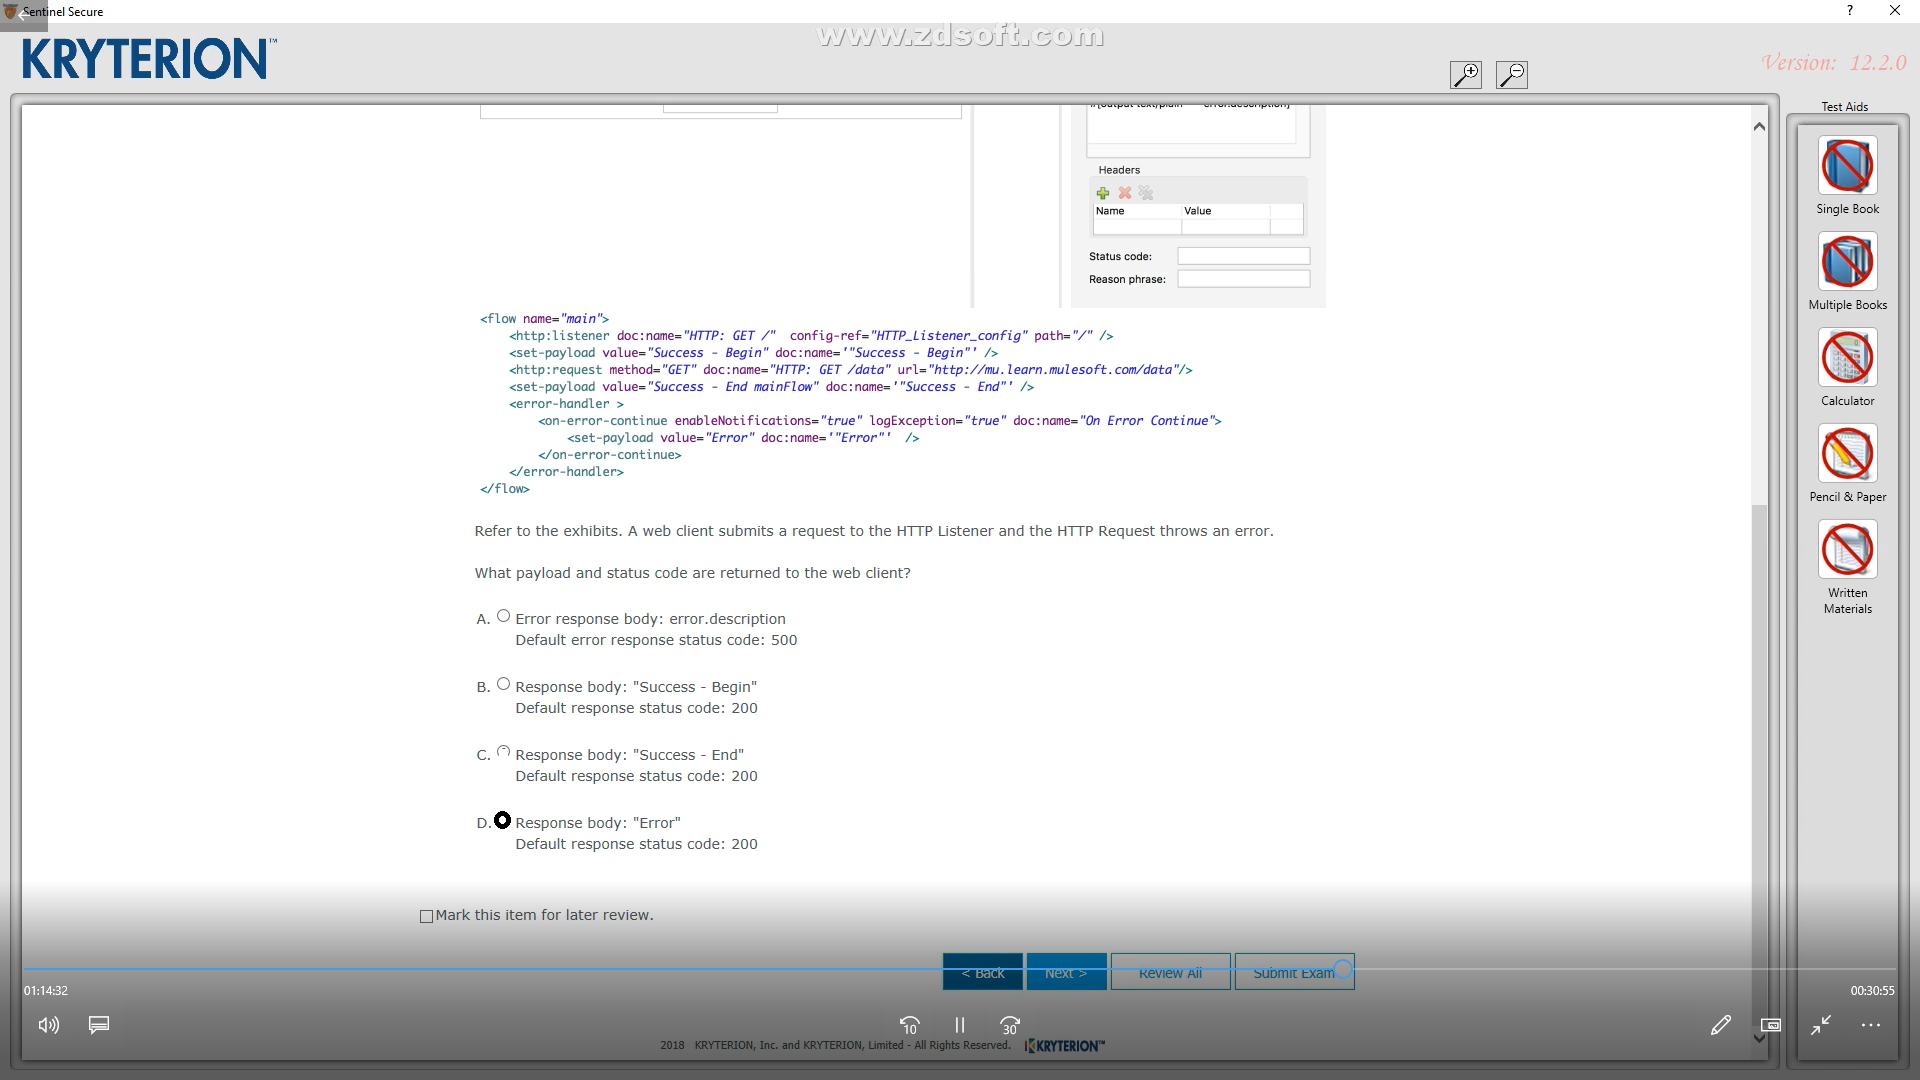 Sentinel Secure
www.zdsoft.com
KRYTERION™
Version: 12.2.0
Test Aids
Single Book
Multiple Books
Calculator
Pencil & Paper
Written
Materials
Headers
Name Value
Status code:
Reason phrase:
<flow name="main">
<http:listener doc:name="HTTP: GET /" config-ref="HTTP_Listener_config" path="/" />
<set-payload value="Success - Begin" doc:name='"Success - Begin"' />
<http:request method="GET" doc:name="HTTP: GET /data" url="http://mu.learn.mulesoft.com/data"/>
<set-payload value="Success - End mainFlow" doc:name='"Success - End"' />
<error-handler >
<on-error-continue enableNotifications="true" logException="true" doc:name="On Error Continue">
<set-payload value="Error" doc:name='"Error"' />
</on-error-continue>
</error-handler>
</flow>
Refer to the exhibits. A web client submits a request to the HTTP Listener and the HTTP Request throws an error.
What payload and status code are returned to the web client?
A. Error response body: error.description
Default error response status code: 500
B. Response body: "Success - Begin"
Default response status code: 200
C. Response body: "Success - End"
Default response status code: 200
D. Response body: "Error"
Default response status code: 200
Mark this item for later review.
< Back Next > Review All Submit Exam
01:14:32 00:30:55
10 30
2018 KRYTERION, Inc. and KRYTERION, Limited - All Rights Reserved. KRYTERION™